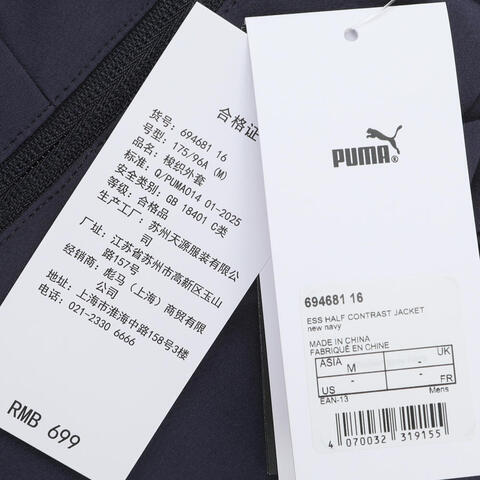 合格证
货号: 694681 16
号型: 175/96A (M)
品名: 梭织外套
标准: Q/PUMA014 01-2025
安全类别: GB 18401 C类
等级: 合格品
生产工厂: 苏州天源服装有限公
司
厂址: 江苏省苏州市高新区玉山
路157号
经销商: 彪马（上海）商贸有限
公司
地址: 上海市淮海中路158号3楼
电话: 021-2330 6666
RMB 699
PUMA®
694681 16
ESS HALF CONTRAST JACKET
new navy
MADE IN CHINA
FABRIQUÉ EN CHINE
ASIA M - UK
US - - FR
EAN-13 Mens
4 070032 319155